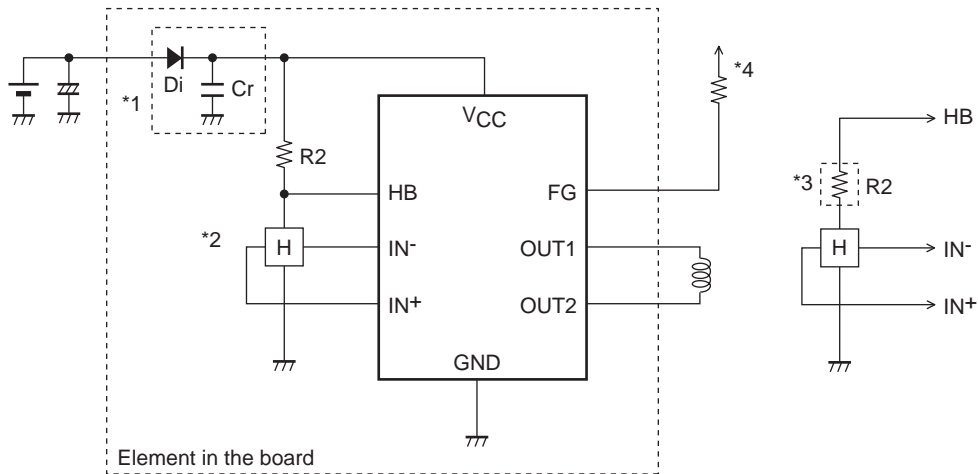 *1
Di
Cr
R2
*2
H
VCC
HB
IN-
IN+
FG
OUT1
OUT2
GND
*4
HB
*3
R2
H
IN-
IN+
Element in the board